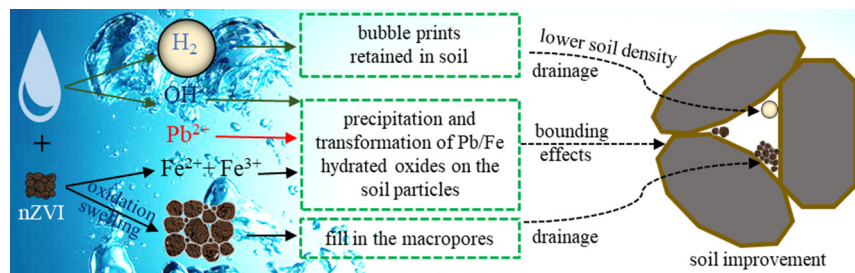 H₂
OH⁻
Pb²⁺
Fe²⁺ + Fe³⁺
+
nZVI
oxidation
swelling
bubble prints
retained in soil
precipitation and
transformation of Pb/Fe
hydrated oxides on the
soil particles
fill in the macropores
lower soil density
drainage
bounding
effects
drainage
soil improvement